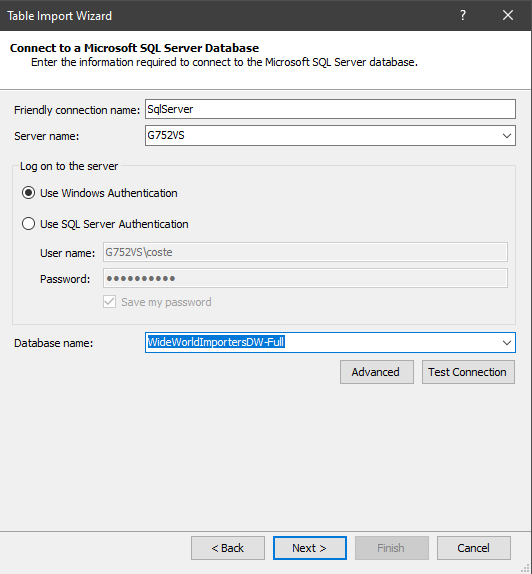 Table Import Wizard ?
Connect to a Microsoft SQL Server Database
Enter the information required to connect to the Microsoft SQL Server database.
Friendly connection name: SqlServer
Server name: G752VS
Log on to the server
Use Windows Authentication
Use SQL Server Authentication
User name: G752VS\coste
Password: ●●●●●●●●●●
Save my password
Database name: WideWorldImportersDW-Full
Advanced Test Connection
< Back Next > Finish Cancel